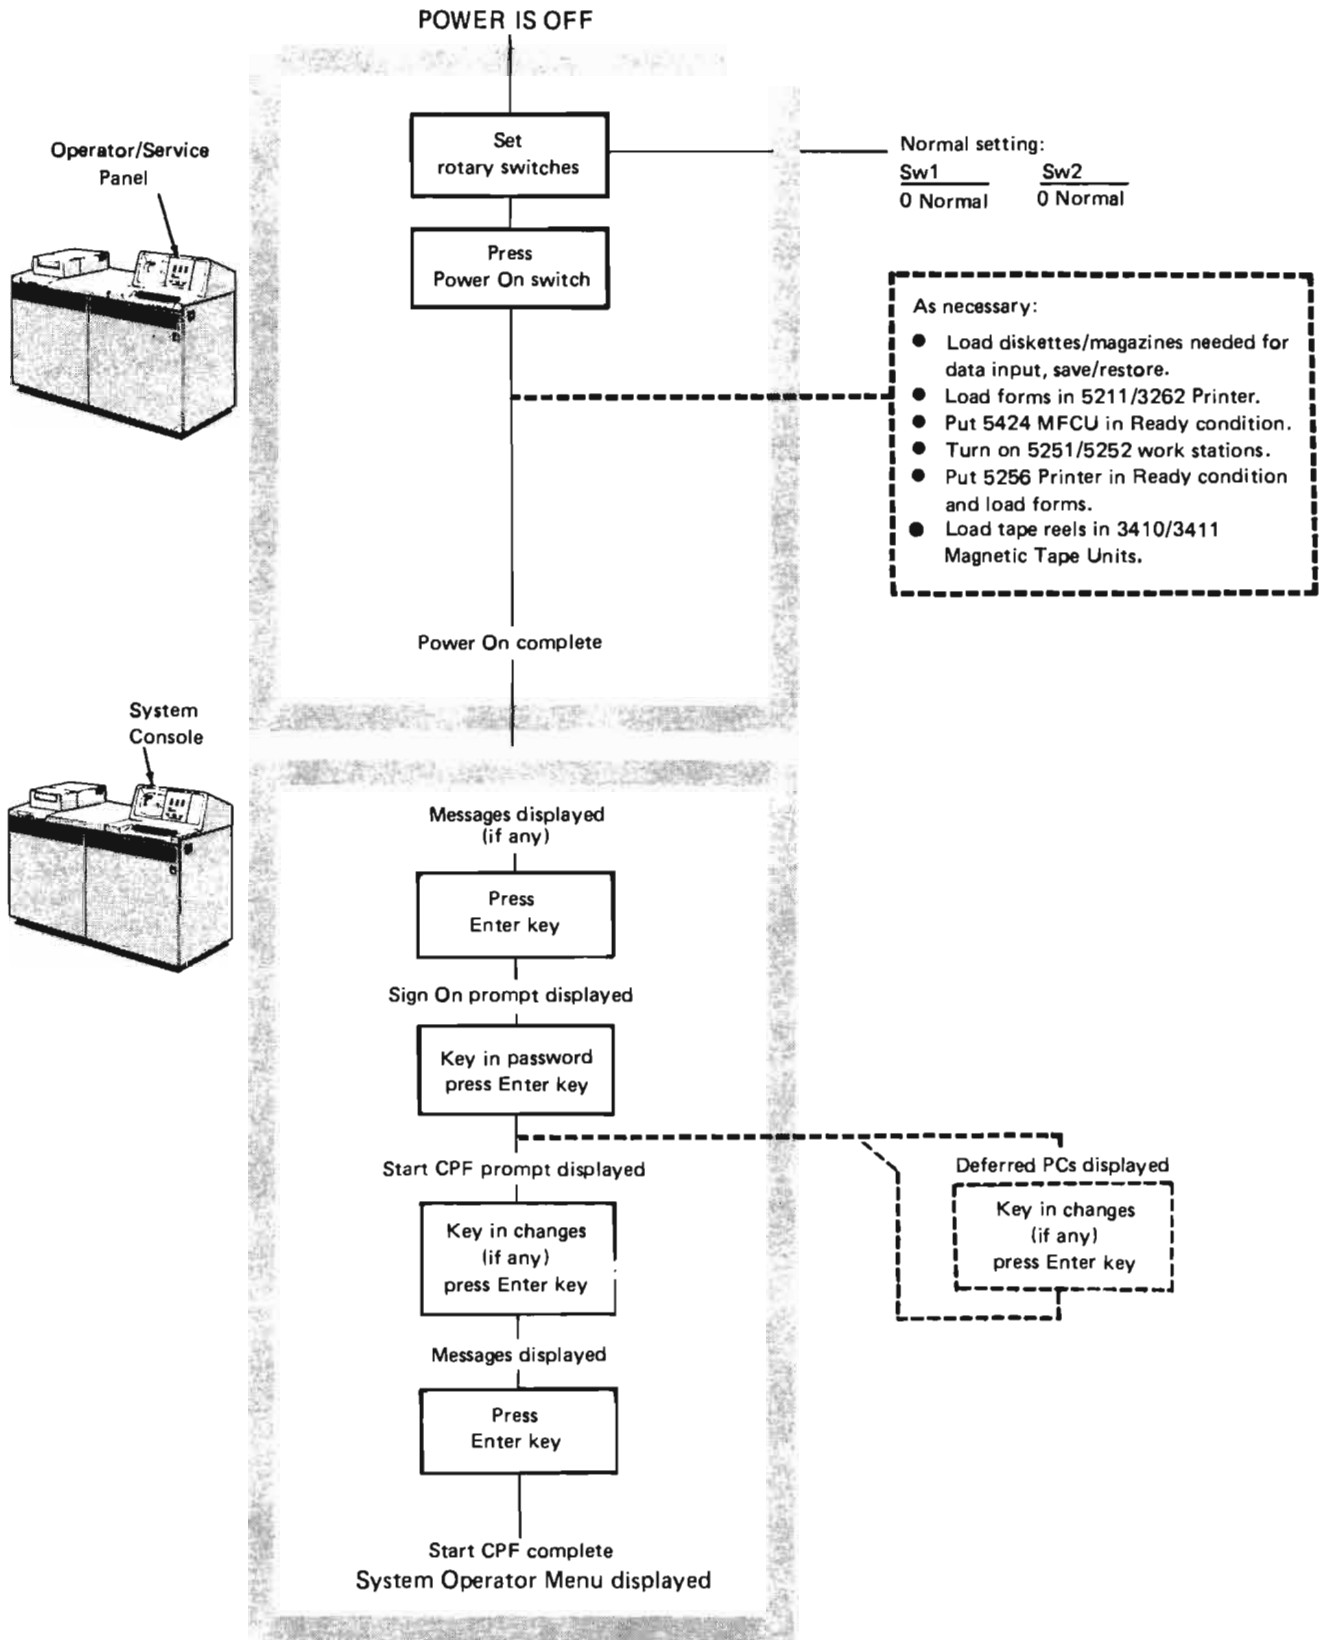 POWER IS OFF
Operator/Service
Panel
Set
rotary switches
Normal setting:
Sw1 Sw2
0 Normal 0 Normal
Press
Power On switch
As necessary:
● Load diskettes/magazines needed for
data input, save/restore.
● Load forms in 5211/3262 Printer.
● Put 5424 MFCU in Ready condition.
● Turn on 5251/5252 work stations.
● Put 5256 Printer in Ready condition
and load forms.
● Load tape reels in 3410/3411
Magnetic Tape Units.
Power On complete
System
Console
Messages displayed
(if any)
Press
Enter key
Sign On prompt displayed
Key in password
press Enter key
Start CPF prompt displayed
Deferred PCs displayed
Key in changes
(if any)
press Enter key
Key in changes
(if any)
press Enter key
Messages displayed
Press
Enter key
Start CPF complete
System Operator Menu displayed